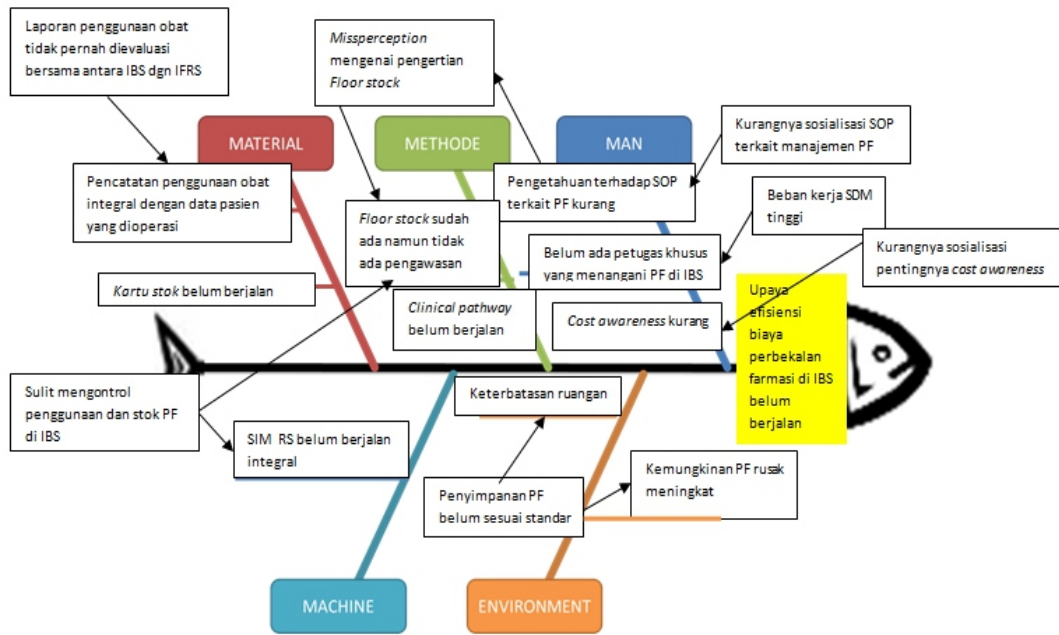 Laporan penggunaan obat
tidak pernah dievaluasi
bersama antara IBS dgn IFRS
Missperception
mengenai pengertian
Floor stock
MATERIAL
METHODE
MAN
Kurangnya sosialisasi SOP
terkait manajemen PF
Pencatatan penggunaan obat
integral dengan data pasien
yang dioperasi
Pengetahuan terhadap SOP
terkait PF kurang
Beban kerja SDM
tinggi
Floor stock sudah
ada namun tidak
ada pengawasan
Belum ada petugas khusus
yang menangani PF di IBS
Kurangnya sosialisasi
pentingnya cost awareness
Kartu stok belum berjalan
Clinical pathway
belum berjalan
Cost awareness kurang
Upaya
efisiensi
biaya
perbekalan
farmasi di IBS
belum
berjalan
Sulit mengontrol
penggunaan dan stok PF
di IBS
Keterbatasan ruangan
SIM RS belum berjalan
integral
Penyimpanan PF
belum sesuai standar
Kemungkinan PF rusak
meningkat
MACHINE
ENVIRONMENT